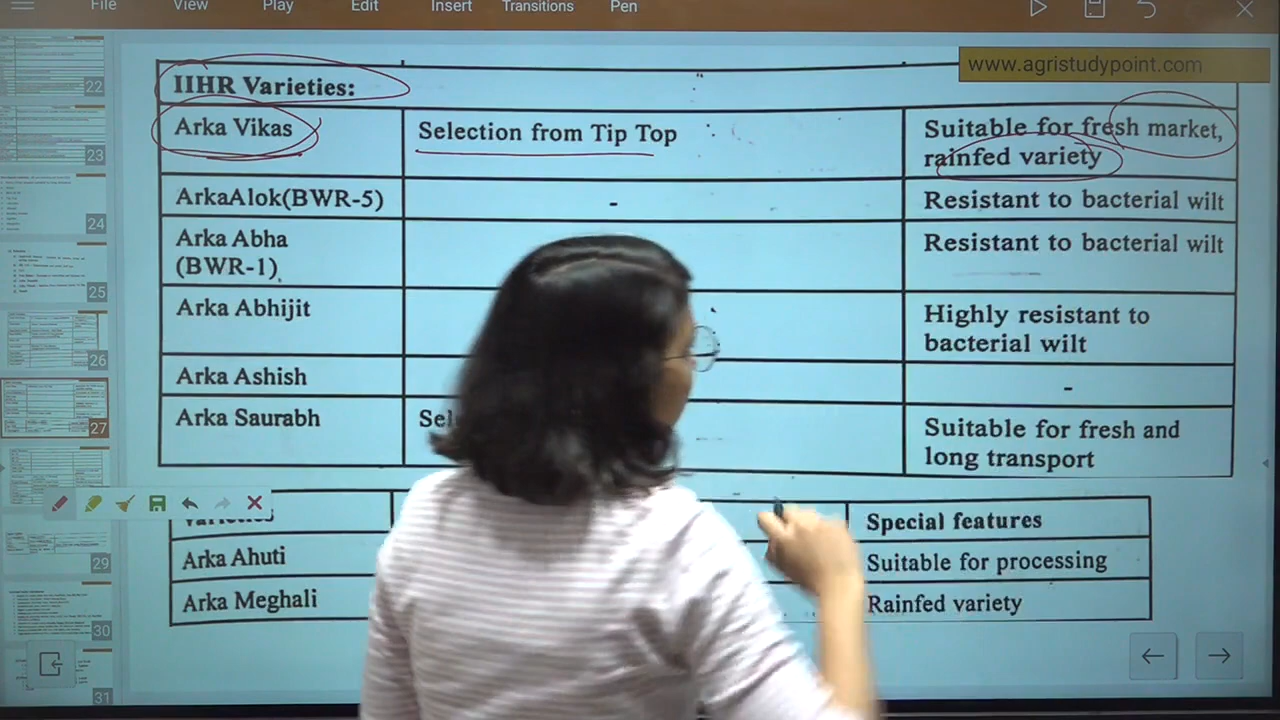 File View Play Edit Insert Transitions Pen
www.agristudypoint.com
IIHR Varieties:
Arka Vikas
Selection from Tip Top
Suitable for fresh market,
rainfed variety
ArkaAlok(BWR-5)
-
Resistant to bacterial wilt
Arka Abha
(BWR-1)
Resistant to bacterial wilt
Arka Abhijit
Highly resistant to
bacterial wilt
Arka Ashish
-
Arka Saurabh
Suitable for fresh and
long transport
Varieties
Special features
Arka Ahuti
Suitable for processing
Arka Meghali
Rainfed variety
22
23
24
25
26
27
29
30
31